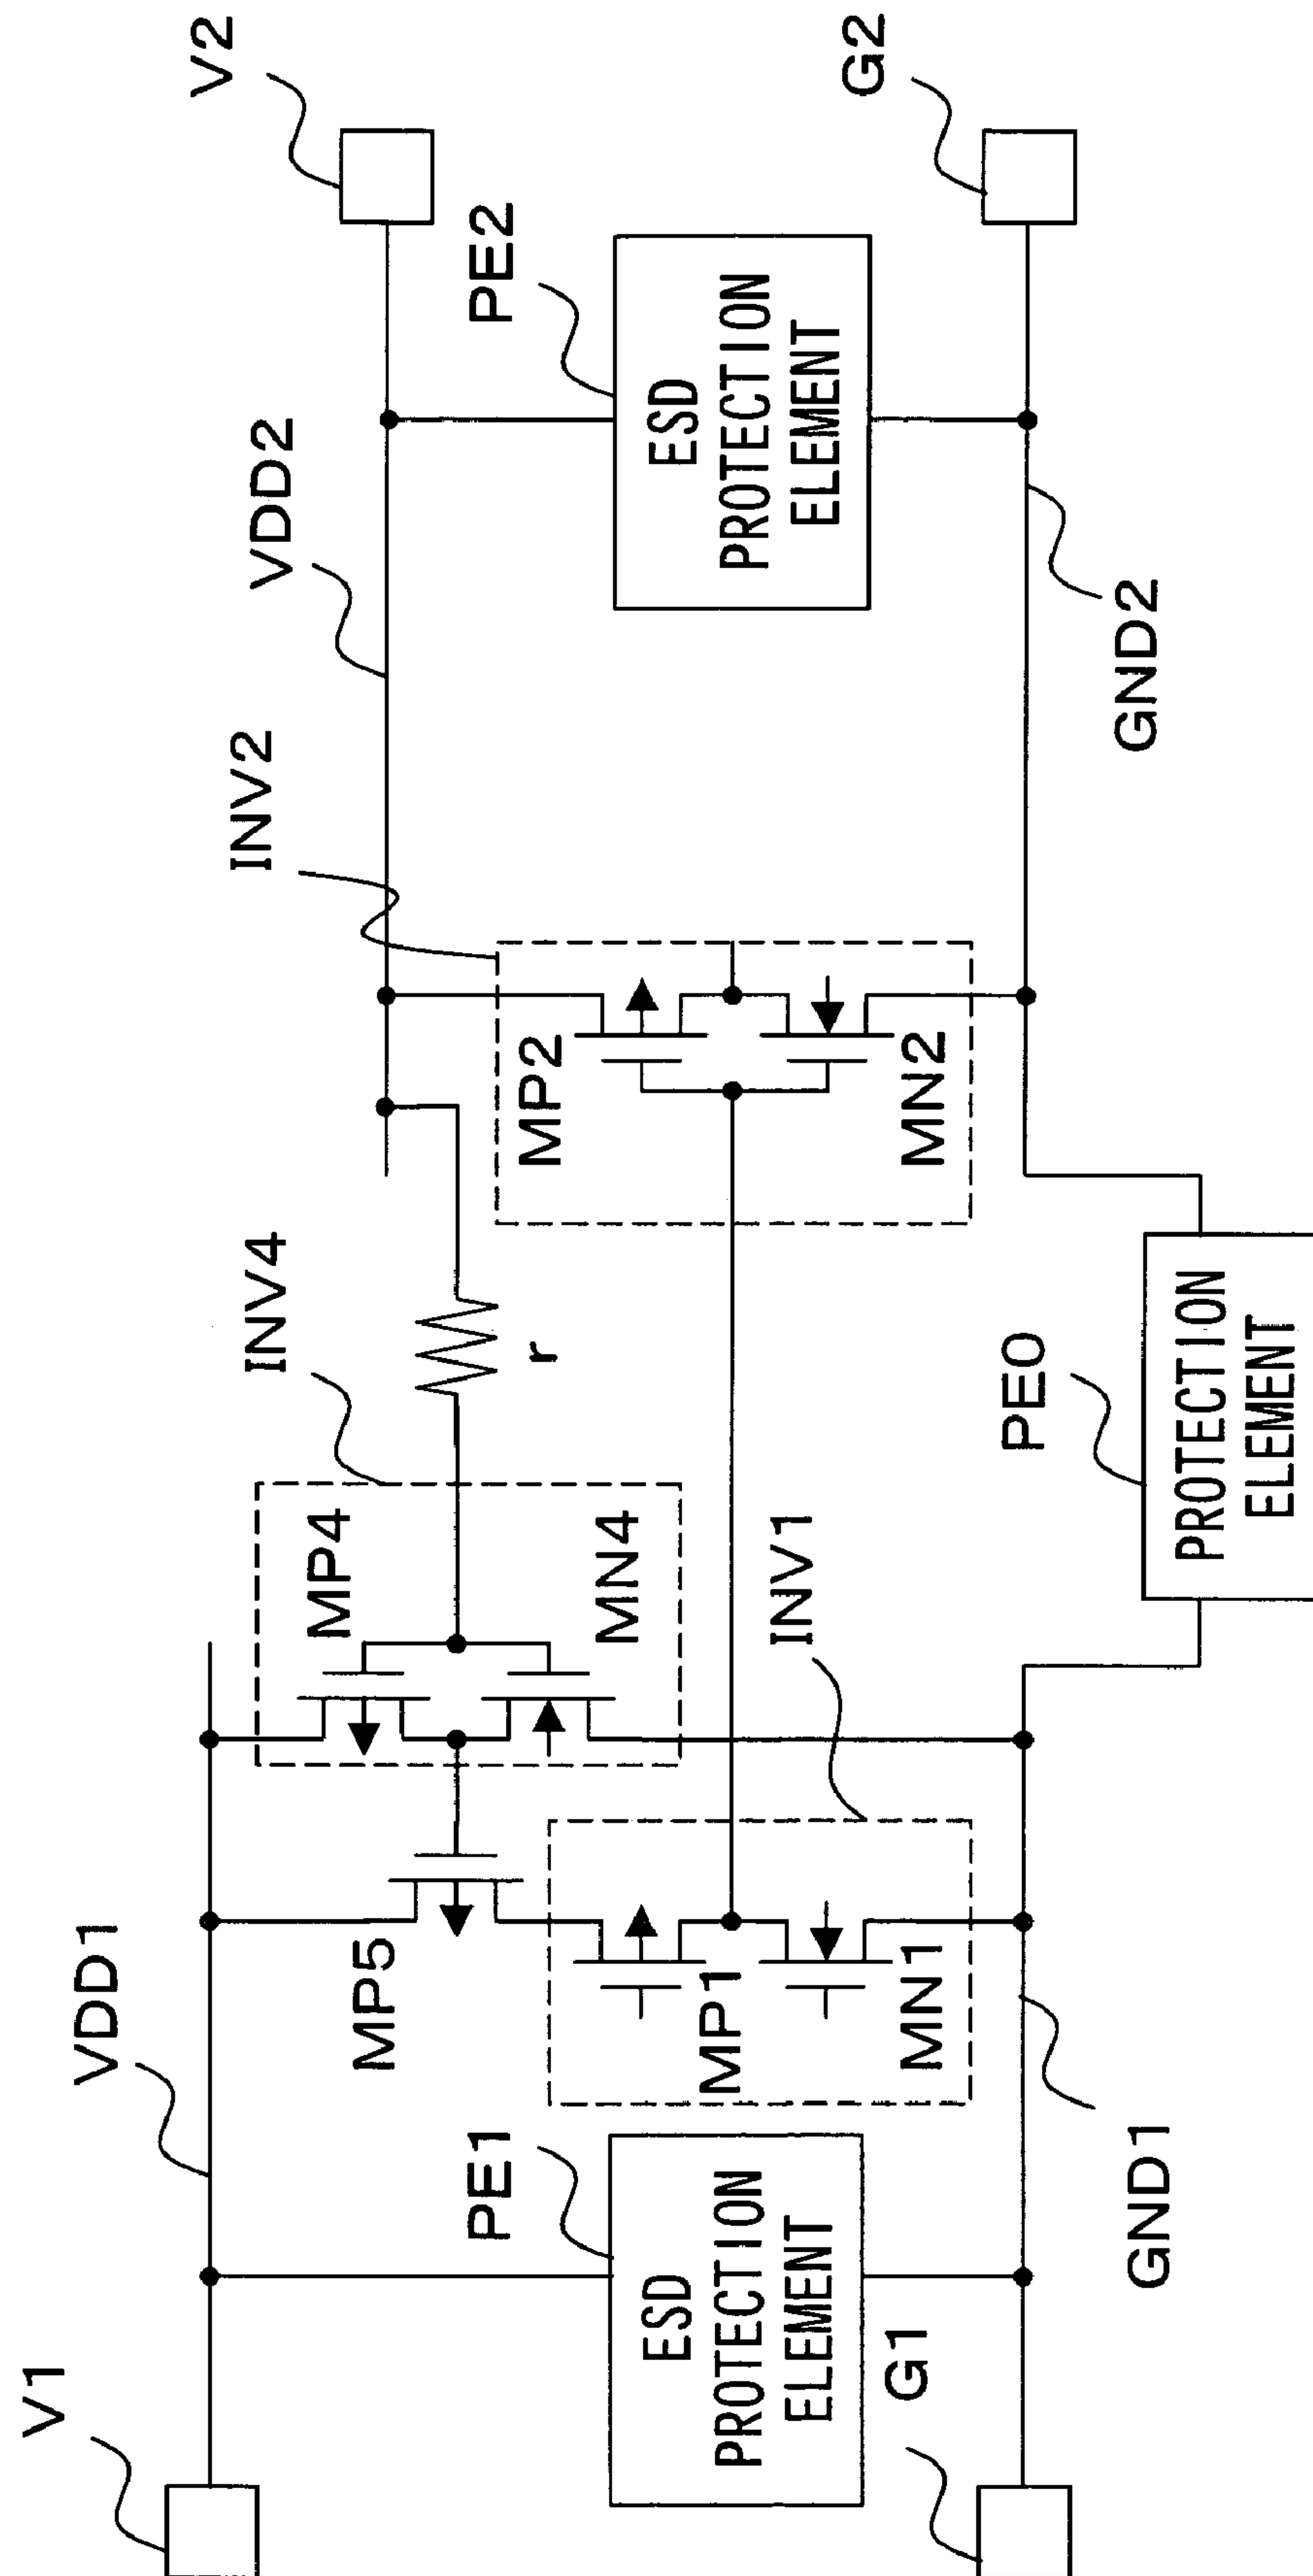 V1
VDD1
PE1
ESD
PROTECTION
ELEMENT
G1
GND1
MP5
MP1
MN1
INV1
INV4
MP4
MN4
r
PE0
PROTECTION
ELEMENT
INV2
MP2
MN2
VDD2
V2
PE2
ESD
PROTECTION
ELEMENT
GND2
G2